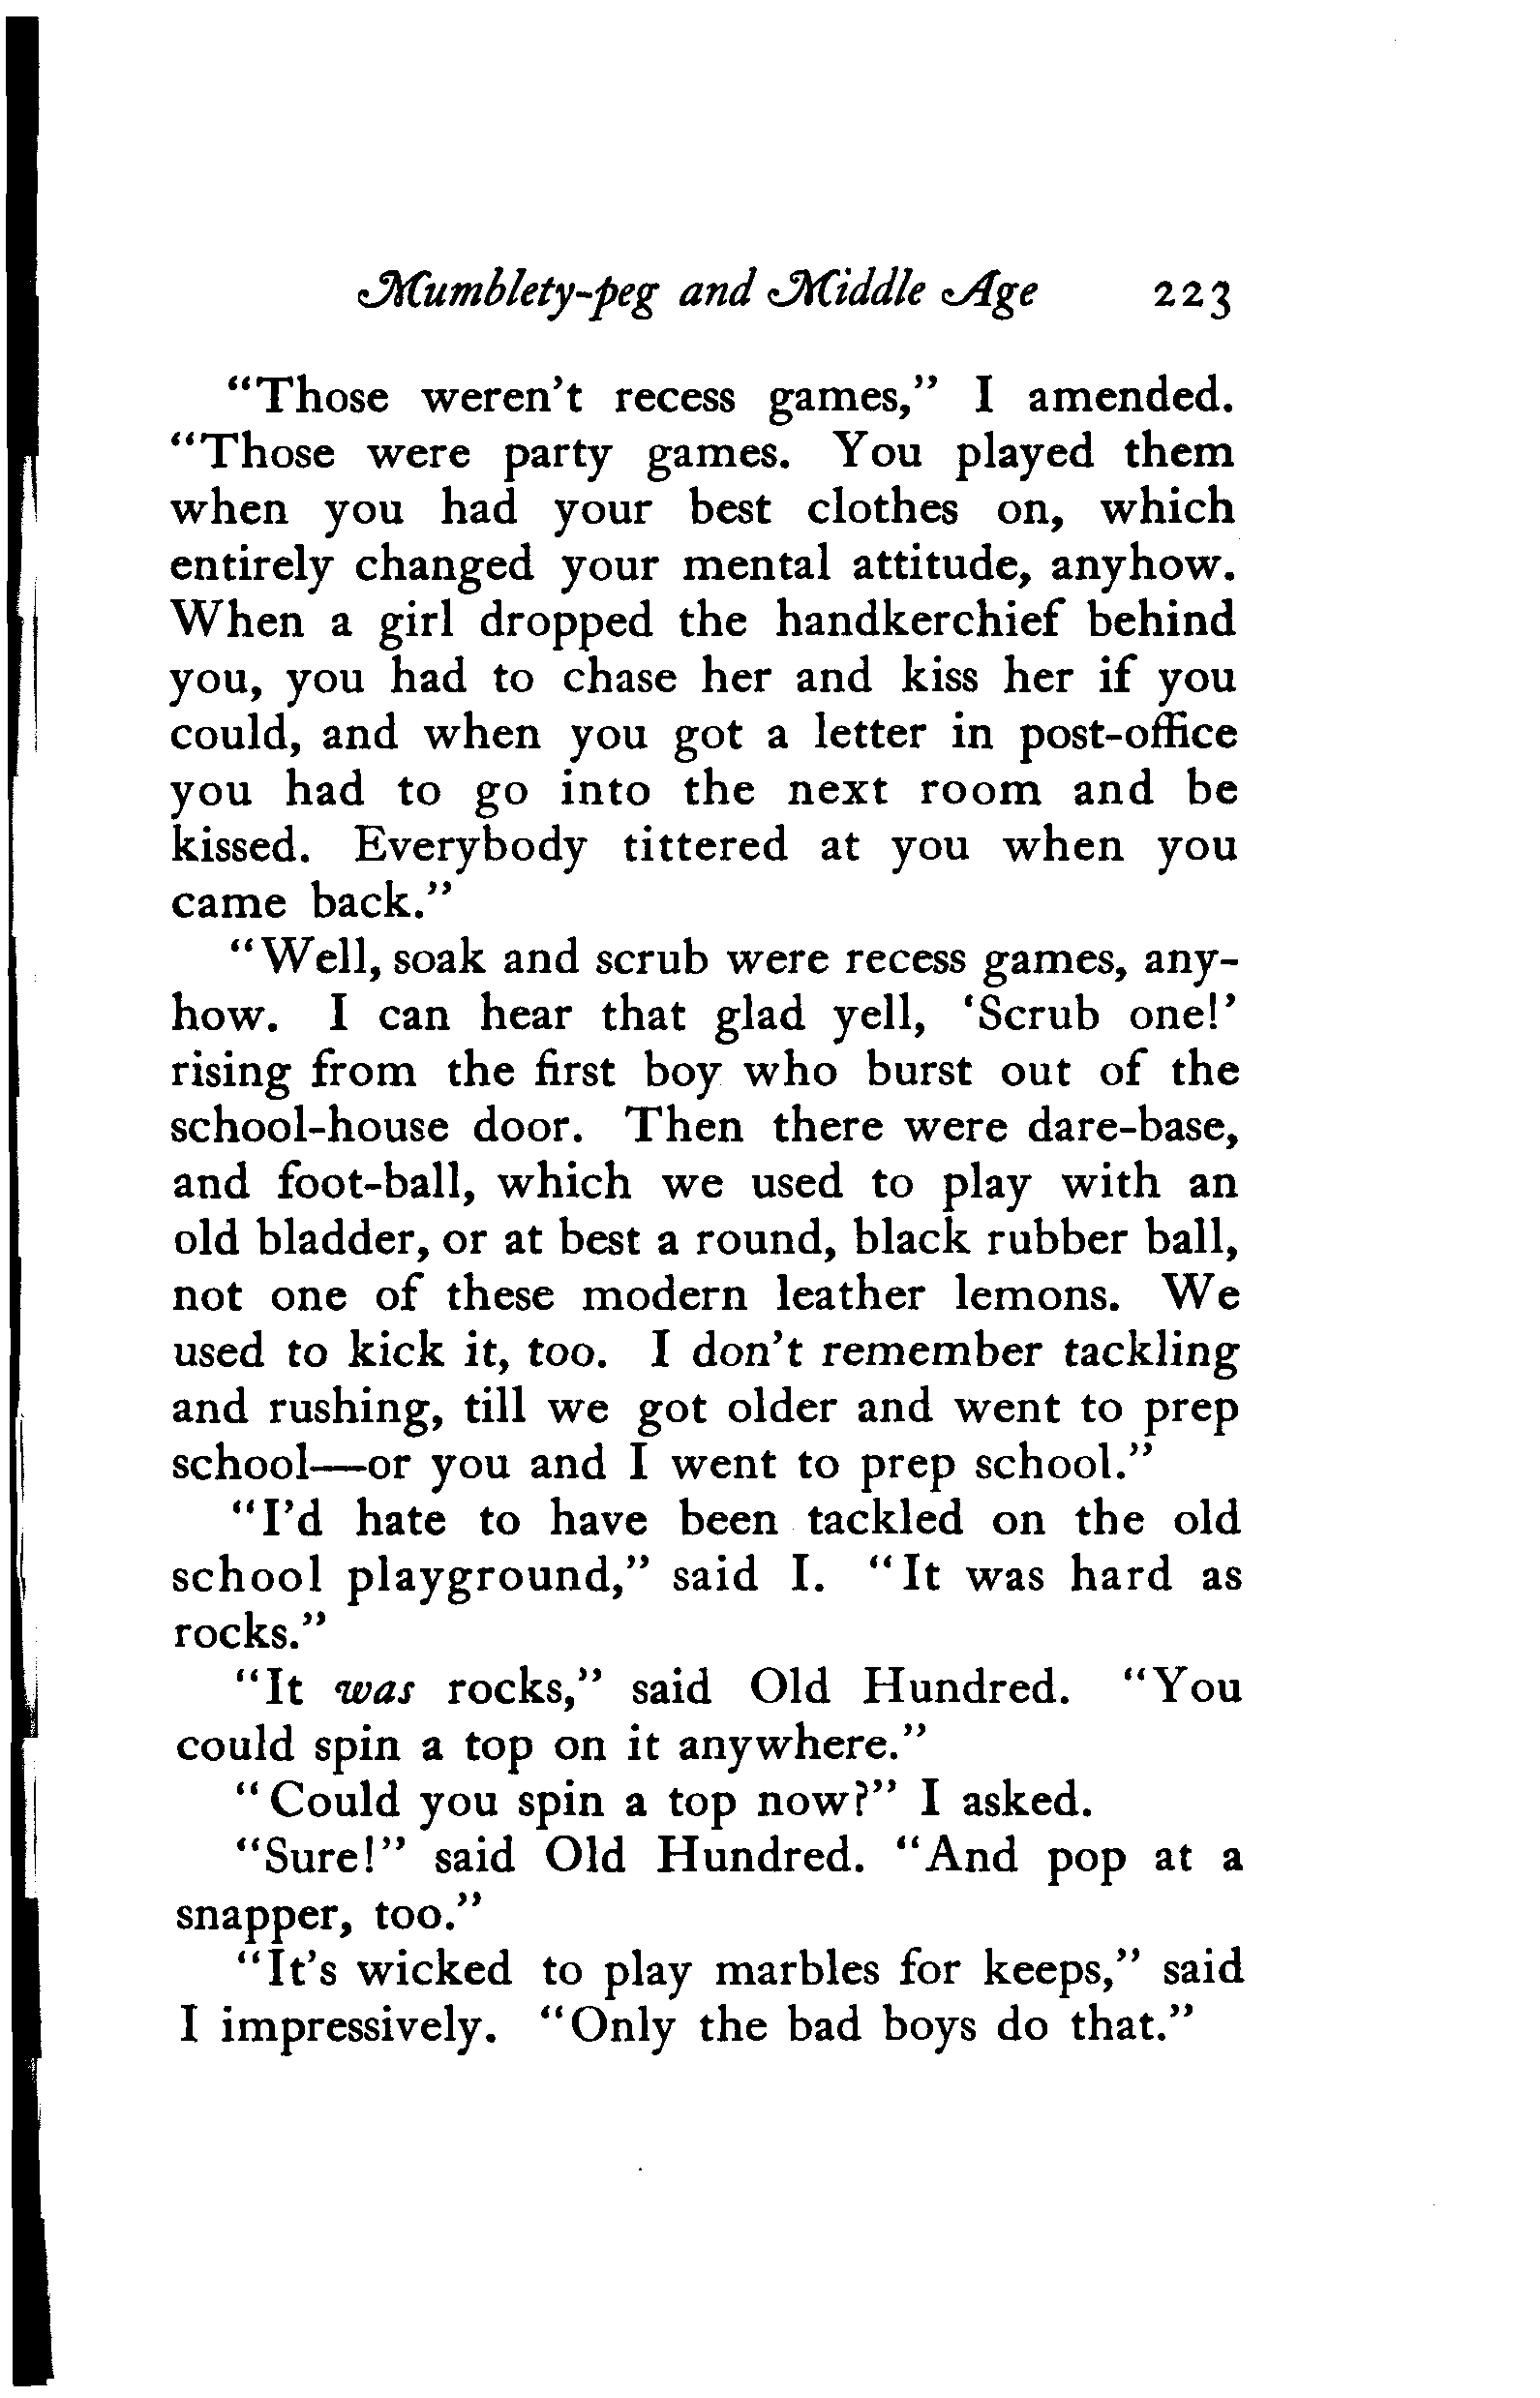 Mumblety-peg and Middle Age 223
"Those weren't recess games," I amended.
"Those were party games. You played them
when you had your best clothes on, which
entirely changed your mental attitude, anyhow.
When a girl dropped the handkerchief behind
you, you had to chase her and kiss her if you
could, and when you got a letter in post-office
you had to go into the next room and be
kissed. Everybody tittered at you when you
came back."
"Well, soak and scrub were recess games, any-
how. I can hear that glad yell, 'Scrub one!'
rising from the first boy who burst out of the
school-house door. Then there were dare-base,
and foot-ball, which we used to play with an
old bladder, or at best a round, black rubber ball,
not one of these modern leather lemons. We
used to kick it, too. I don't remember tackling
and rushing, till we got older and went to prep
school—or you and I went to prep school."
"I'd hate to have been tackled on the old
school playground," said I. "It was hard as
rocks."
"It was rocks," said Old Hundred. "You
could spin a top on it anywhere."
"Could you spin a top now?" I asked.
"Sure!" said Old Hundred. "And pop at a
snapper, too."
"It's wicked to play marbles for keeps," said
I impressively. "Only the bad boys do that."